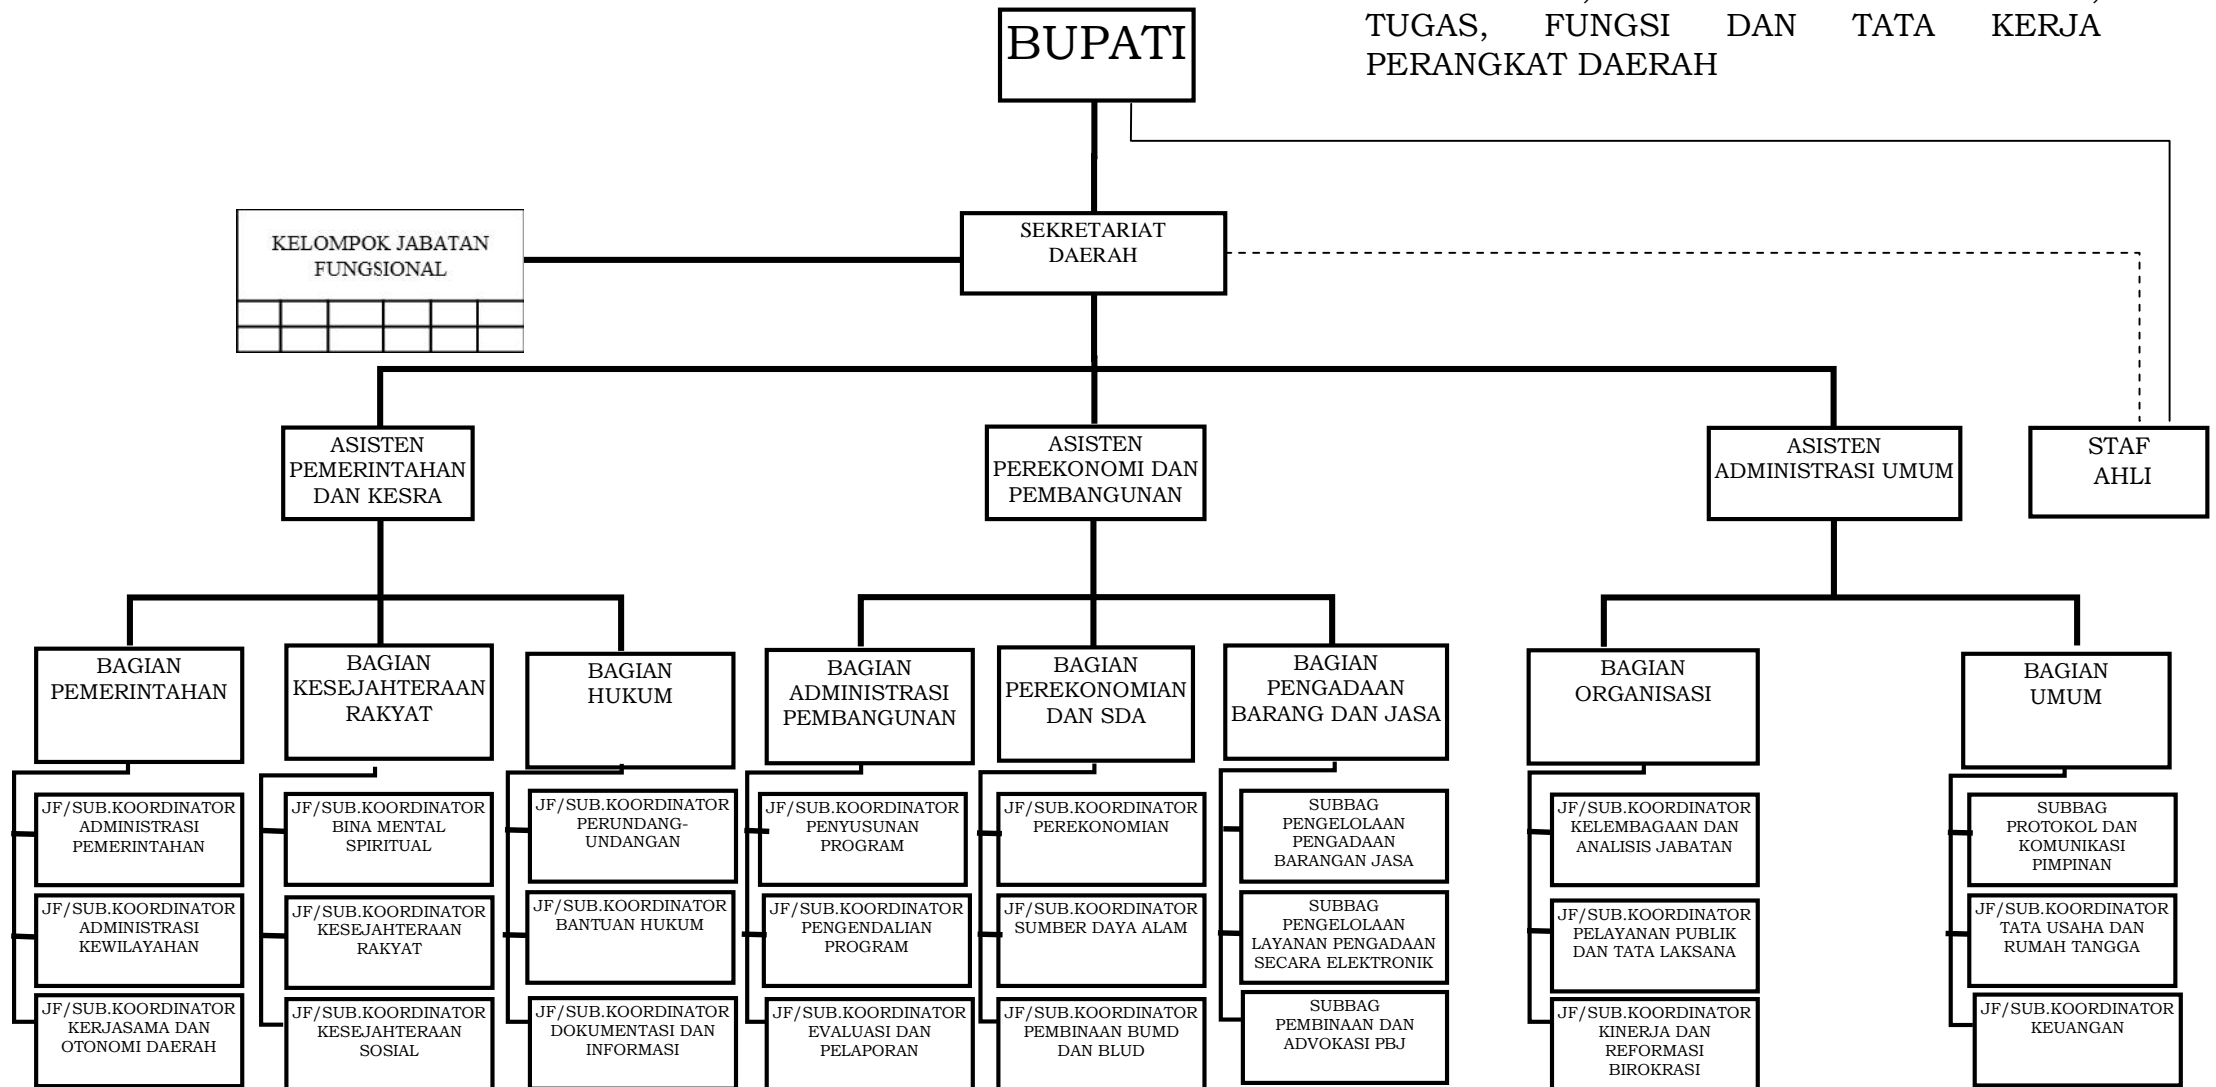 TUGAS, FUNGSI DAN TATA KERJA
PERANGKAT DAERAH
BUPATI
SEKRETARIAT
DAERAH
KELOMPOK JABATAN
FUNGSIONAL
ASISTEN
PEMERINTAHAN
DAN KESRA
ASISTEN
PEREKONOMI DAN
PEMBANGUNAN
ASISTEN
ADMINISTRASI UMUM
STAF
AHLI
BAGIAN
PEMERINTAHAN
BAGIAN
KESEJAHTERAAN
RAKYAT
BAGIAN
HUKUM
BAGIAN
ADMINISTRASI
PEMBANGUNAN
BAGIAN
PEREKONOMIAN
DAN SDA
BAGIAN
PENGADAAN
BARANG DAN JASA
BAGIAN
ORGANISASI
BAGIAN
UMUM
JF/SUB.KOORDINATOR
ADMINISTRASI
PEMERINTAHAN
JF/SUB.KOORDINATOR
BINA MENTAL
SPIRITUAL
JF/SUB.KOORDINATOR
PERUNDANG-
UNDANGAN
JF/SUB.KOORDINATOR
PENYUSUNAN
PROGRAM
JF/SUB.KOORDINATOR
PEREKONOMIAN
SUBBAG
PENGELOLAAN
PENGADAAN
BARANGAN JASA
JF/SUB.KOORDINATOR
KELEMBAGAAN DAN
ANALISIS JABATAN
SUBBAG
PROTOKOL DAN
KOMUNIKASI
PIMPINAN
JF/SUB.KOORDINATOR
ADMINISTRASI
KEWILAYAHAN
JF/SUB.KOORDINATOR
KESEJAHTERAAN
RAKYAT
JF/SUB.KOORDINATOR
BANTUAN HUKUM
JF/SUB.KOORDINATOR
PENGENDALIAN
PROGRAM
JF/SUB.KOORDINATOR
SUMBER DAYA ALAM
SUBBAG
PENGELOLAAN
LAYANAN PENGADAAN
SECARA ELEKTRONIK
JF/SUB.KOORDINATOR
PELAYANAN PUBLIK
DAN TATA LAKSANA
JF/SUB.KOORDINATOR
TATA USAHA DAN
RUMAH TANGGA
JF/SUB.KOORDINATOR
KERJASAMA DAN
OTONOMI DAERAH
JF/SUB.KOORDINATOR
KESEJAHTERAAN
SOSIAL
JF/SUB.KOORDINATOR
DOKUMENTASI DAN
INFORMASI
JF/SUB.KOORDINATOR
EVALUASI DAN
PELAPORAN
JF/SUB.KOORDINATOR
PEMBINAAN BUMD
DAN BLUD
SUBBAG
PEMBINAAN DAN
ADVOKASI PBJ
JF/SUB.KOORDINATOR
KINERJA DAN
REFORMASI
BIROKRASI
JF/SUB.KOORDINATOR
KEUANGAN